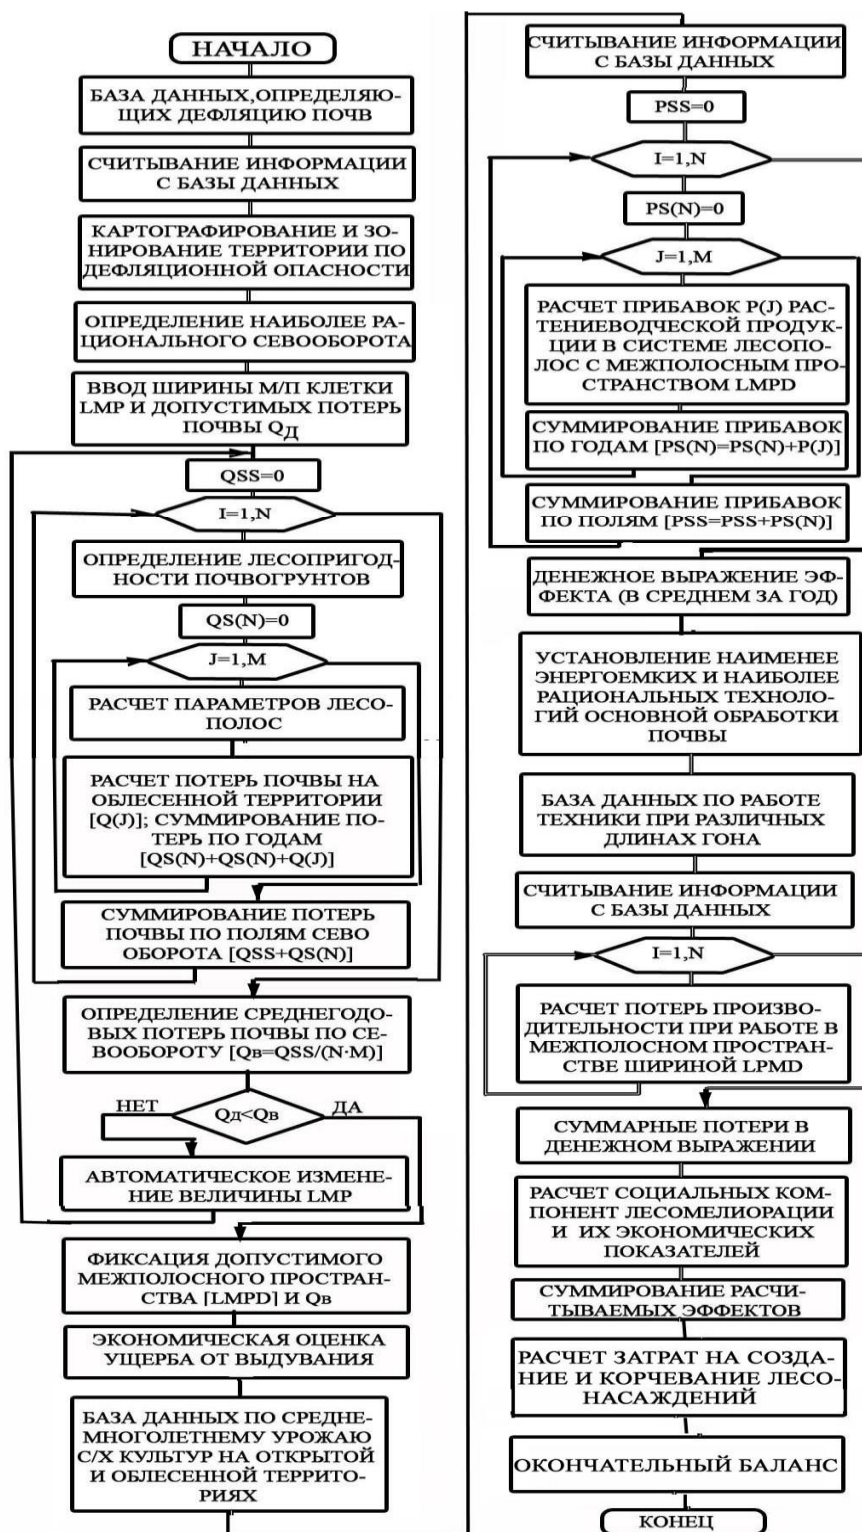 НАЧАЛО
БАЗА ДАННЫХ,ОПРЕДЕЛЯЮ-
ЩИХ ДЕФЛЯЦИЮ ПОЧВ
СЧИТЫВАНИЕ ИНФОРМАЦИИ
С БАЗЫ ДАННЫХ
КАРТОГРАФИРОВАНИЕ И ЗО-
НИРОВАНИЕ ТЕРРИТОРИИ ПО
ДЕФЛЯЦИОННОЙ ОПАСНОСТИ
ОПРЕДЕЛЕНИЕ НАИБОЛЕЕ РА-
ЦИОНАЛЬНОГО СЕВООБОРОТА
ВВОД ШИРИНЫ М/П КЛЕТКИ
LMP И ДОПУСТИМЫХ ПОТЕРЬ
ПОЧВЫ QД
QSS=0
I=1,N
ОПРЕДЕЛЕНИЕ ЛЕСОПРИГОД-
НОСТИ ПОЧВОГРУНТОВ
QS(N)=0
J=1,M
РАСЧЕТ ПАРАМЕТРОВ ЛЕСО-
ПОЛОС
РАСЧЕТ ПОТЕРЬ ПОЧВЫ НА
ОБЛЕСЕННОЙ ТЕРРИТОРИИ
[Q(J)]; СУММИРОВАНИЕ ПО-
ТЕРЬ ПО ГОДАМ
[QS(N)+QS(N)+Q(J)]
СУММИРОВАНИЕ ПОТЕРЬ
ПОЧВЫ ПО ПОЛЯМ СЕВО
ОБОРОТА [QSS+QS(N)]
ОПРЕДЕЛЕНИЕ СРЕДНЕГОДО-
ВЫХ ПОТЕРЬ ПОЧВЫ ПО СЕ-
ВООБОРОТУ [Qв=QSS/(N·M)]
НЕТ
Qд<Qв
ДА
АВТОМАТИЧЕСКОЕ ИЗМЕНЕ-
НИЕ ВЕЛИЧИНЫ LMP
ФИКСАЦИЯ ДОПУСТИМОГО
МЕЖПОЛОСНОГО ПРОСТРАН-
СТВА [LMPD] И Qв
ЭКОНОМИЧЕСКАЯ ОЦЕНКА
УЩЕРБА ОТ ВЫДУВАНИЯ
БАЗА ДАННЫХ ПО СРЕДНЕ-
МНОГОЛЕТНЕМУ УРОЖАЮ
С/Х КУЛЬТУР НА ОТКРЫТОЙ
И ОБЛЕСЕННОЙ ТЕРРИТО-
РИЯХ
СЧИТЫВАНИЕ ИНФОРМАЦИИ
С БАЗЫ ДАННЫХ
PSS=0
I=1,N
PS(N)=0
J=1,M
РАСЧЕТ ПРИБАВОК P(J) РАС-
ТЕНИЕВОДЧЕСКОЙ ПРОДУК-
ЦИИ В СИСТЕМЕ ЛЕСОПО-
ЛОС С МЕЖПОЛОСНЫМ ПРО-
СТРАНСТВОМ LMPD
СУММИРОВАНИЕ ПРИБАВОК
ПО ГОДАМ [PS(N)=PS(N)+P(J)]
СУММИРОВАНИЕ ПРИБАВОК
ПО ПОЛЯМ [PSS=PSS+PS(N)]
ДЕНЕЖНОЕ ВЫРАЖЕНИЕ ЭФ-
ФЕКТА (В СРЕДНЕМ ЗА ГОД)
УСТАНОВЛЕНИЕ НАИМЕНЕЕ
ЭНЕРГОЕМКИХ И НАИБОЛЕЕ
РАЦИОНАЛЬНЫХ ТЕХНОЛО-
ГИЙ ОСНОВНОЙ ОБРАБОТКИ
ПОЧВЫ
БАЗА ДАННЫХ ПО РАБОТЕ
ТЕХНИКИ ПРИ РАЗЛИЧНЫХ
ДЛИНАХ ГОНА
СЧИТЫВАНИЕ ИНФОРМАЦИИ
С БАЗЫ ДАННЫХ
I=1,N
РАСЧЕТ ПОТЕРЬ ПРОИЗВО-
ДИТЕЛЬНОСТИ ПРИ РАБОТЕ В
МЕЖПОЛОСНОМ ПРОСТРАН-
СТВЕ ШИРИНОЙ LPMD
СУММАРНЫЕ ПОТЕРИ В
ДЕНЕЖНОМ ВЫРАЖЕНИИ
РАСЧЕТ СОЦИАЛЬНЫХ КОМ-
ПОНЕНТ ЛЕСОМЕЛИОРАЦИИ
И ИХ ЭКОНОМИЧЕСКИХ
ПОКАЗАТЕЛЕЙ
СУММИРОВАНИЕ РАСЧИ-
ТЫВАЕМЫХ ЭФФЕКТОВ
РАСЧЕТ ЗАТРАТ НА СОЗДА-
НИЕ И КОРЧЕВАНИЕ ЛЕСО-
НАСАЖДЕНИЙ
ОКОНЧАТЕЛЬНЫЙ БАЛАНС
КОНЕЦ